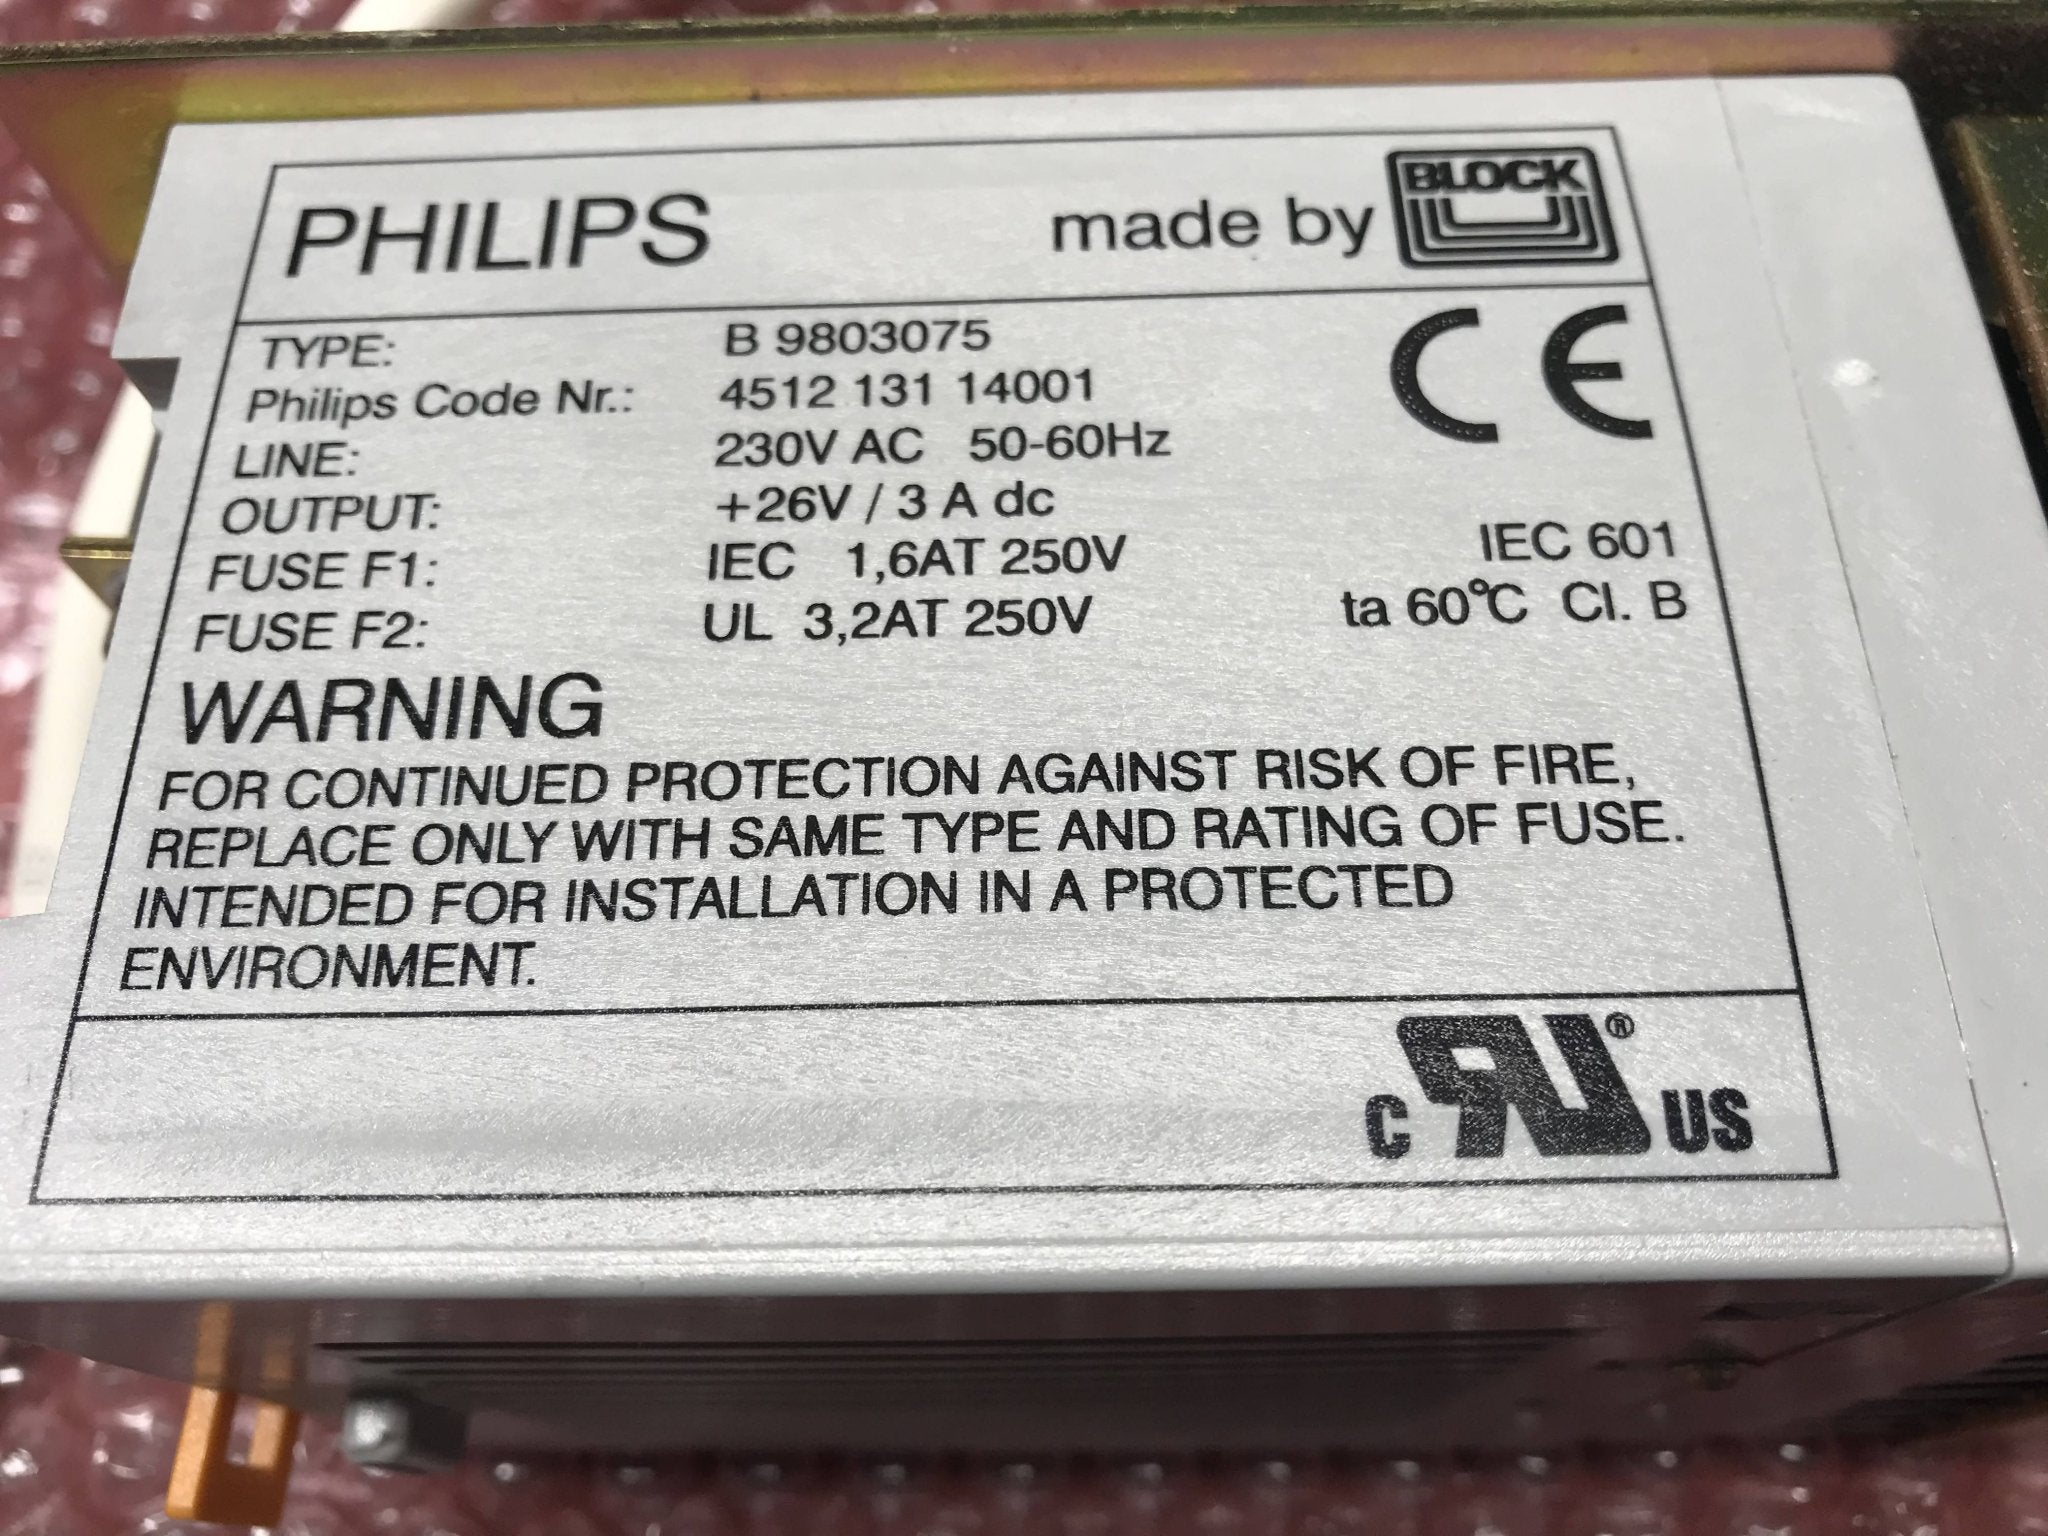 PHILIPS made by BLOCK
TYPE: B 9803075
Philips Code Nr.: 4512 131 14001
LINE: 230V AC 50-60Hz
OUTPUT: +26V / 3 A dc
FUSE F1: IEC 1,6AT 250V IEC 601
FUSE F2: UL 3,2AT 250V ta 60°C Cl. B
CE
WARNING
FOR CONTINUED PROTECTION AGAINST RISK OF FIRE,
REPLACE ONLY WITH SAME TYPE AND RATING OF FUSE.
INTENDED FOR INSTALLATION IN A PROTECTED
ENVIRONMENT.
C RU ® US